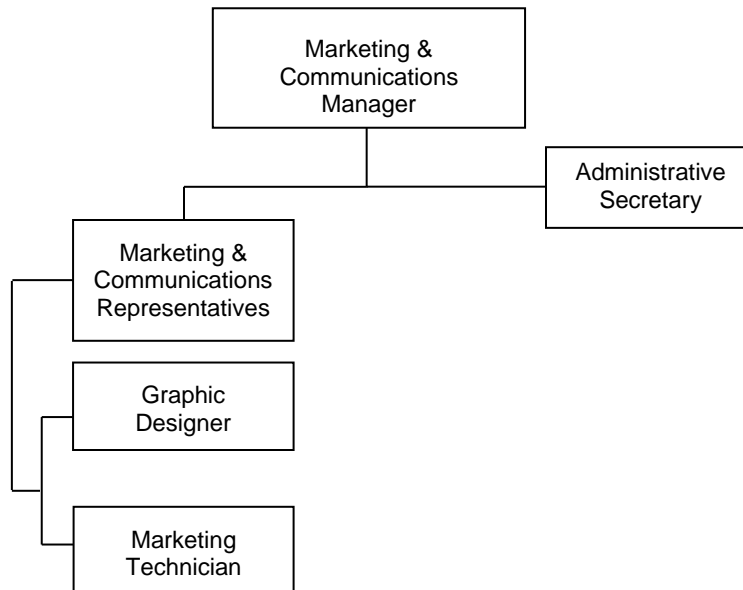 Marketing &
Communications
Manager
Administrative
Secretary
Marketing &
Communications
Representatives
Graphic
Designer
Marketing
Technician